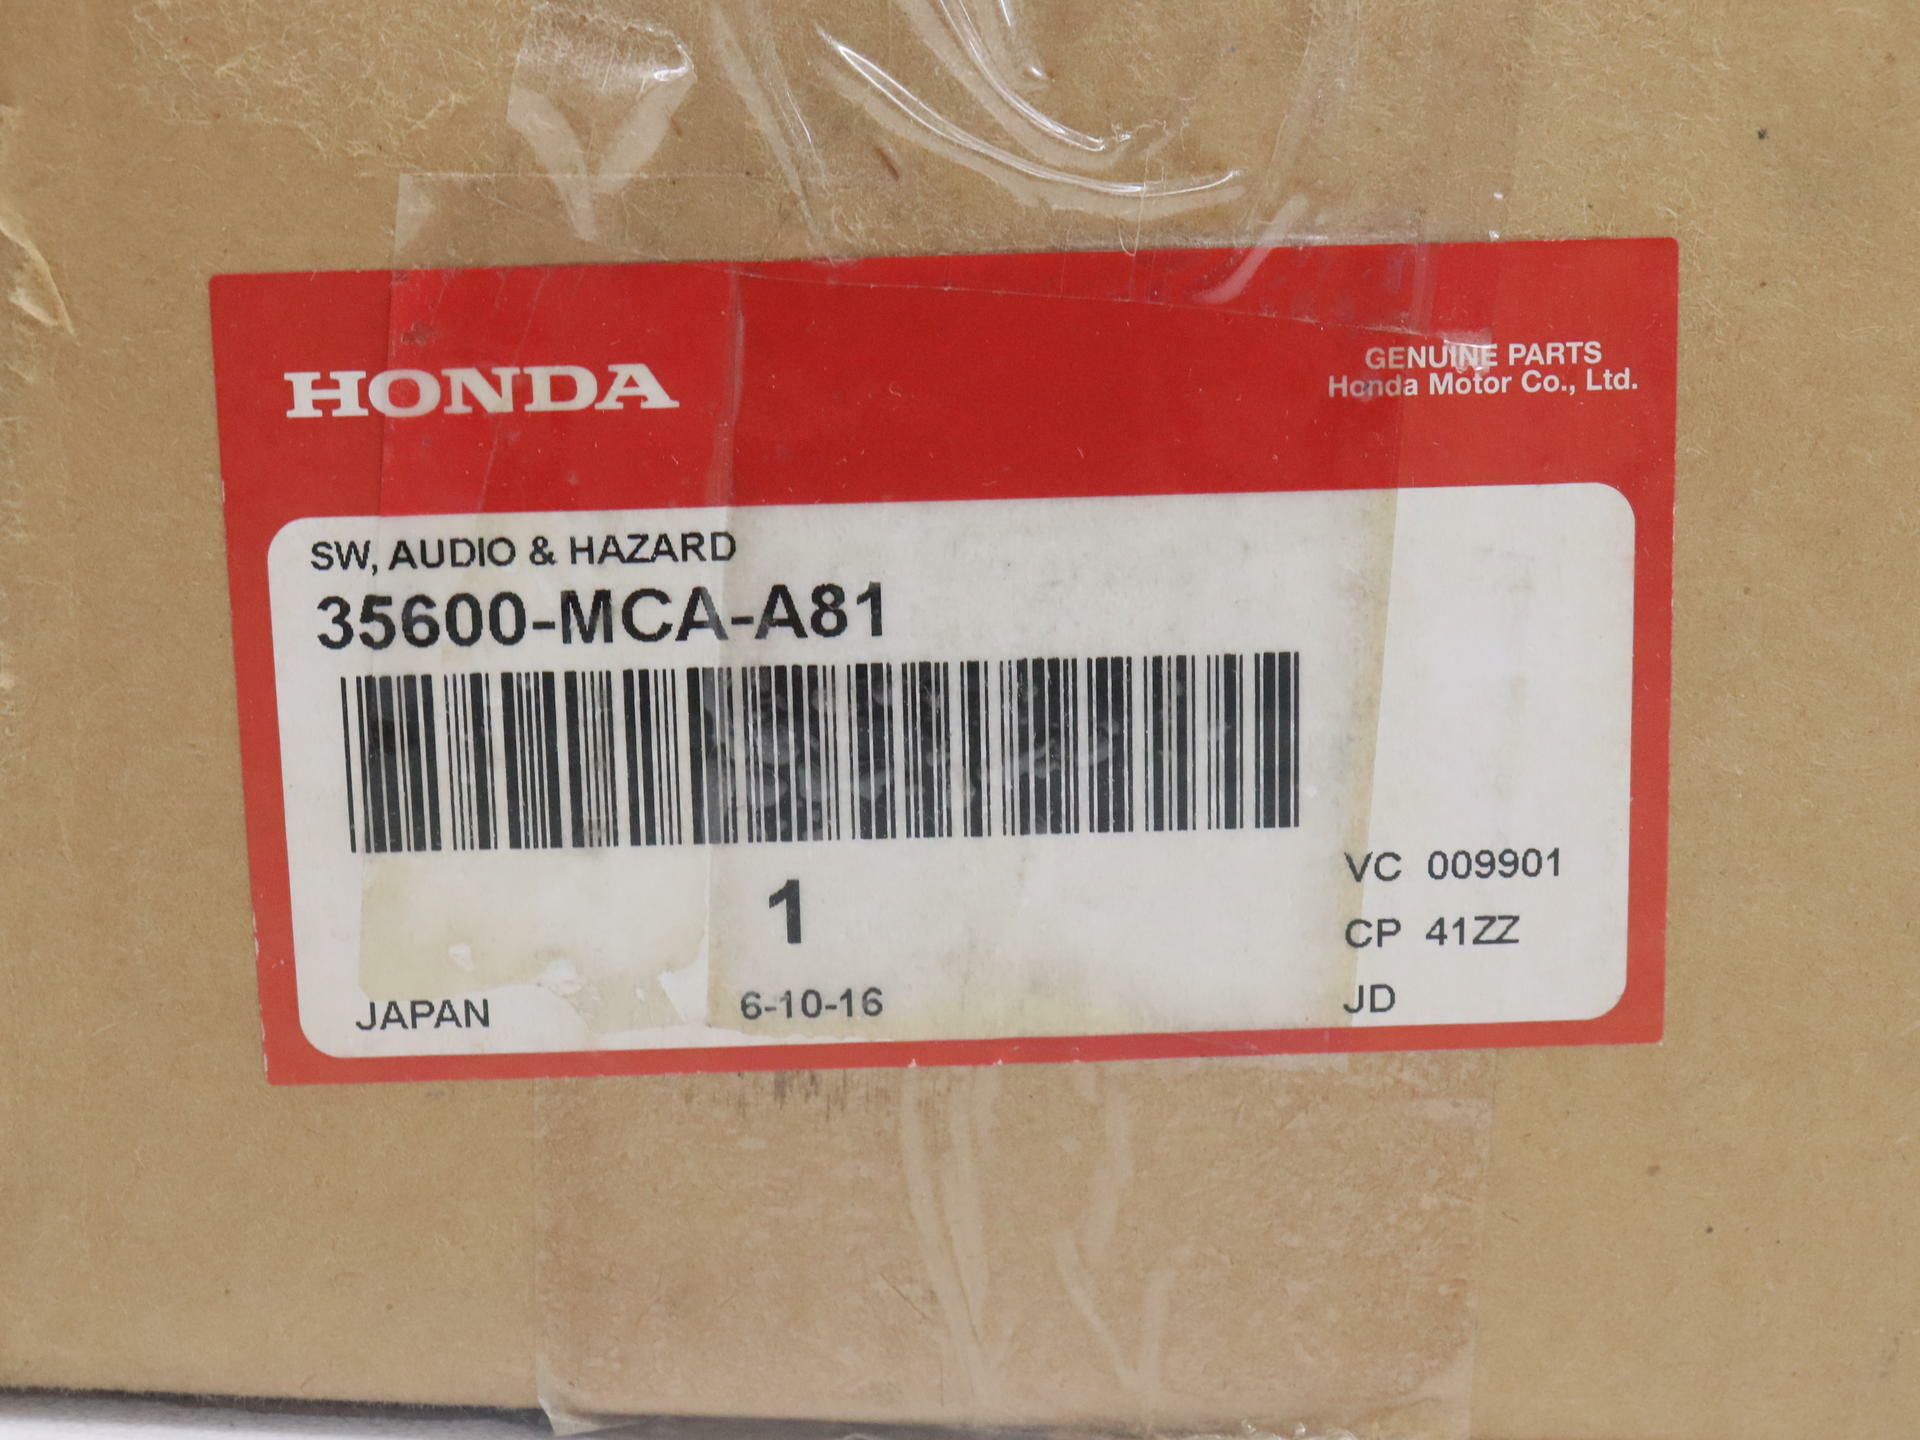 HONDA
GENUINE PARTS
Honda Motor Co., Ltd.
SW, AUDIO & HAZARD
35600-MCA-A81
1
VC 009901
CP 41ZZ
JAPAN 6-10-16 JD